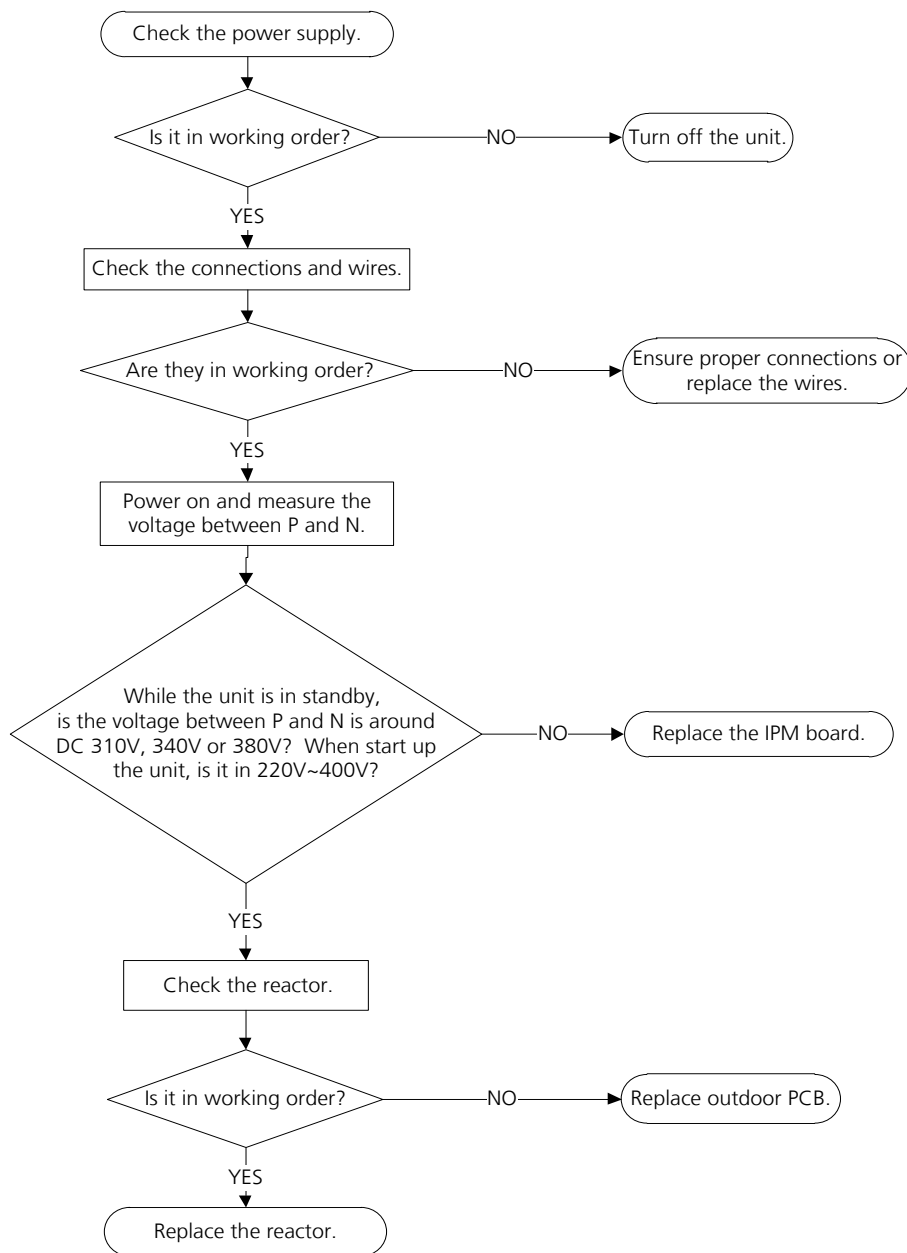 Check the power supply.
Is it in working order?
NO
Turn off the unit.
YES
Check the connections and wires.
Are they in working order?
NO
Ensure proper connections or
replace the wires.
YES
Power on and measure the
voltage between P and N.
While the unit is in standby,
is the voltage between P and N is around
DC 310V, 340V or 380V? When start up
the unit, is it in 220V~400V?
NO
Replace the IPM board.
YES
Check the reactor.
Is it in working order?
NO
Replace outdoor PCB.
YES
Replace the reactor.